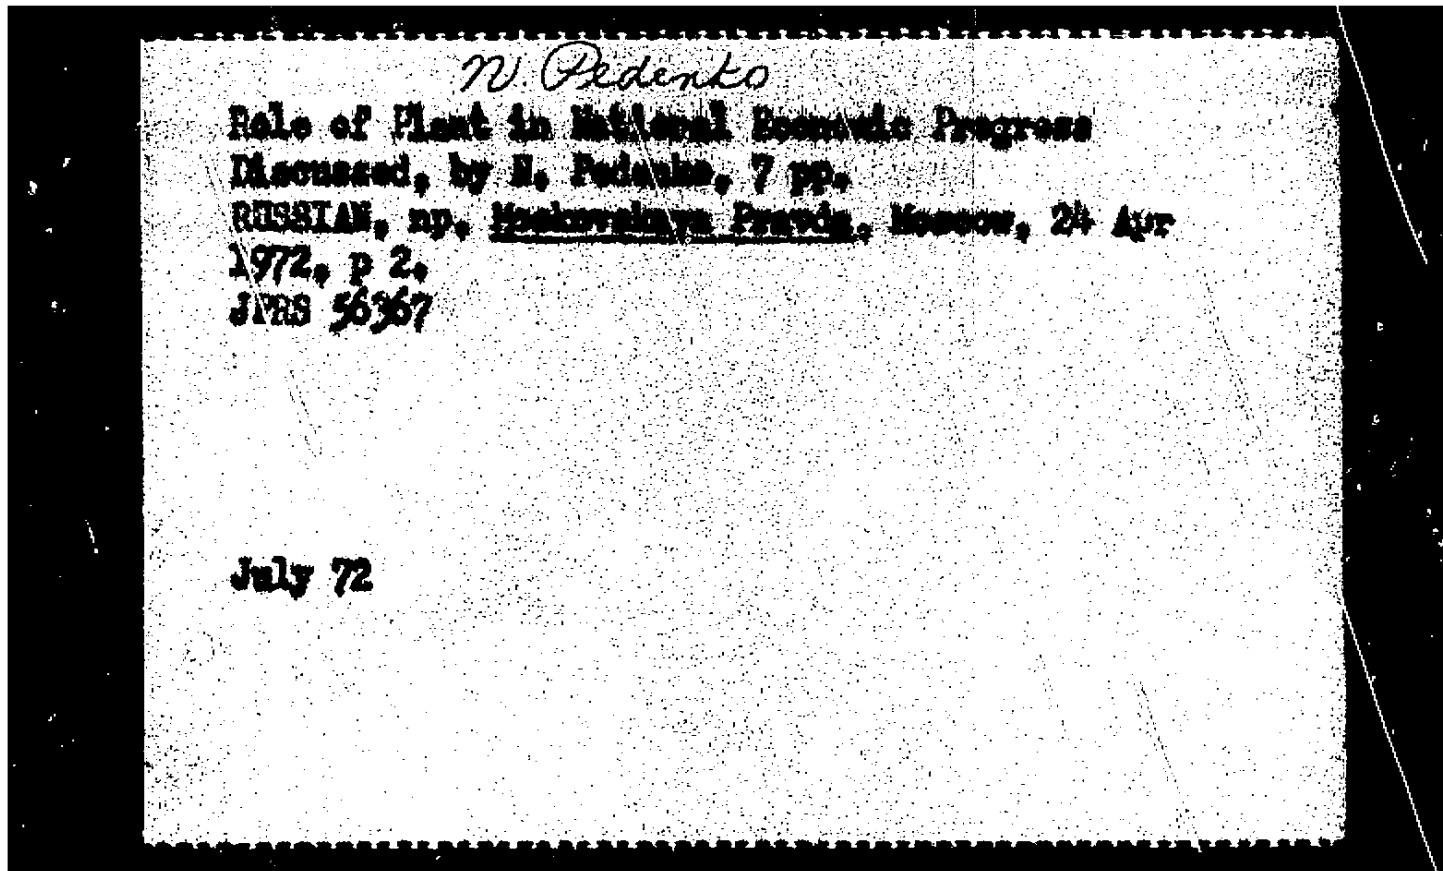 N. Pedenko
Role of Plant in National Economic Progress
Discussed, by N. Pedenko, 7 pp.
RUSSIAN, np, Moskovskaya Pravda, Moscow, 24 Apr
1972, p 2.
JPRS 56367
July 72